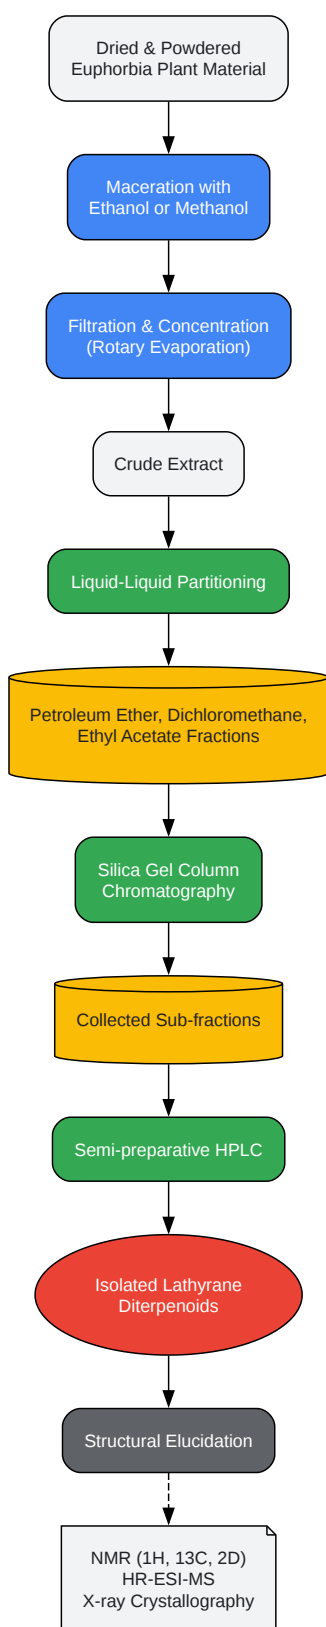 Dried & Powdered
Euphorbia Plant Material
Maceration with
Ethanol or Methanol
Filtration & Concentration
(Rotary Evaporation)
Crude Extract
Liquid-Liquid Partitioning
Petroleum Ether, Dichloromethane,
Ethyl Acetate Fractions
Silica Gel Column
Chromatography
Collected Sub-fractions
Semi-preparative HPLC
Isolated Lathyrane
Diterpenoids
Structural Elucidation
NMR (1H, 13C, 2D)
HR-ESI-MS
X-ray Crystallography